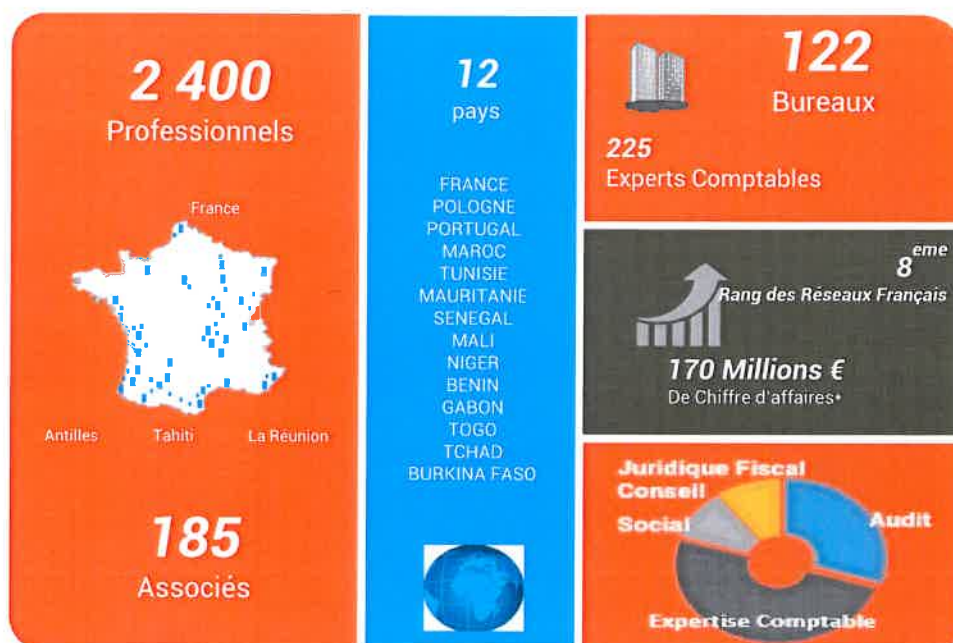 2 400
Professionnels
France
Antilles Tahiti La Réunion
185
Associés
12
pays
FRANCE
POLOGNE
PORTUGAL
MAROC
TUNISIE
MAURITANIE
SENEGAL
MALI
NIGER
BENIN
GABON
TOGO
TCHAD
BURKINA FASO
122
Bureaux
225
Experts Comptables
8eme
Rang des Réseaux Français
170 Millions €
De Chiffre d'affaires*
Juridique Fiscal
Conseil
Social
Audit
Expertise Comptable